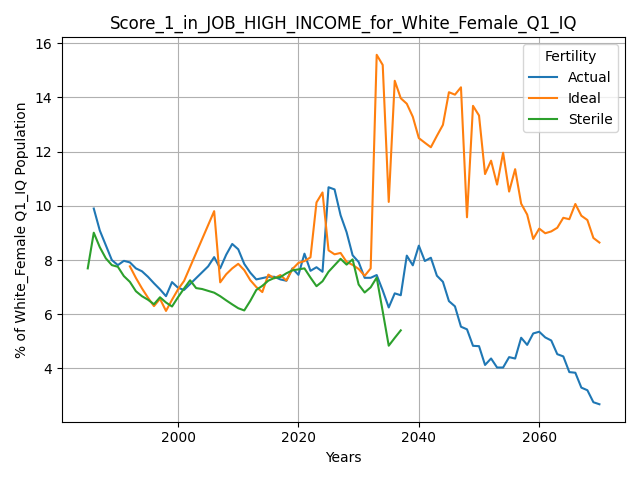 Score_1_in_JOB_HIGH_INCOME_for_White_Female_Q1_IQ
% of White_Female Q1_IQ Population
16
14
12
10
8
6
4
Fertility
Actual
Ideal
Sterile
2000
2020
2040
2060
Years